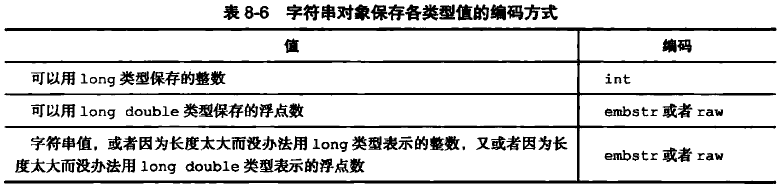 表 8-6 字符串对象保存各类型值的编码方式
值 编码
可以用 long 类型保存的整数 int
可以用 long double 类型保存的浮点数 embstr 或者 raw
字符串值，或者因为长度太大而没办法用 long 类型表示的整数，又或者因为长
度太大而没办法用 long double 类型表示的浮点数 embstr 或者 raw